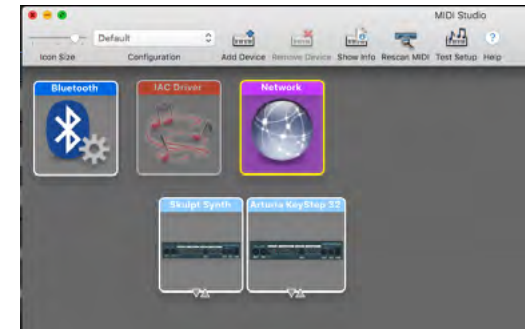 MIDI Studio
Default
Icon Size
Configuration
Add Device
Remove Device
Show Info
Rescan MIDI
Test Setup
Help
Bluetooth
IAC Driver
Network
Skulpt Synth
Arturia KeyStep 32